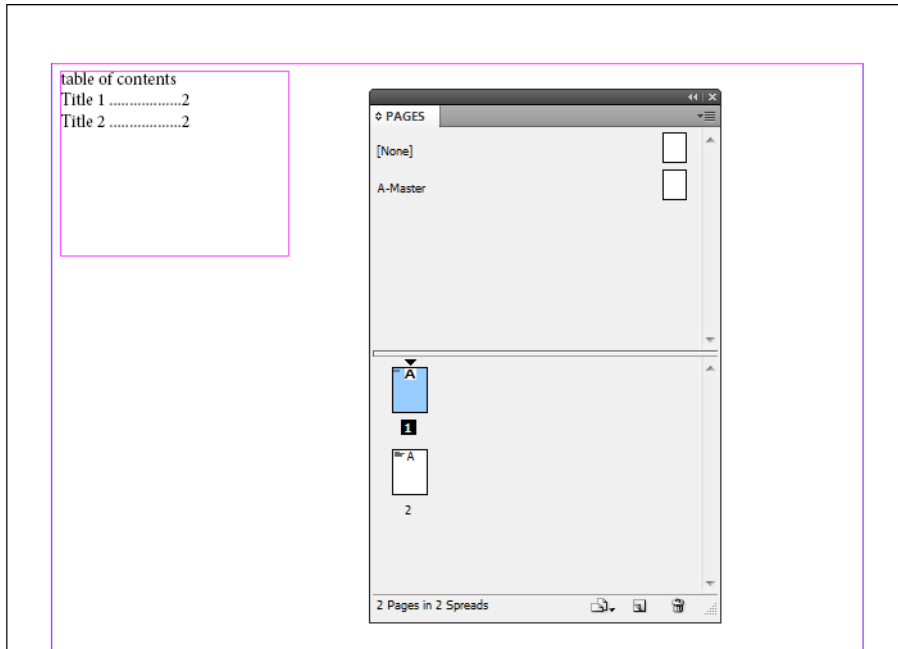 table of contents
Title 1 ..................2
Title 2 ..................2
PAGES
[None]
A-Master
A
1
A
2
2 Pages in 2 Spreads